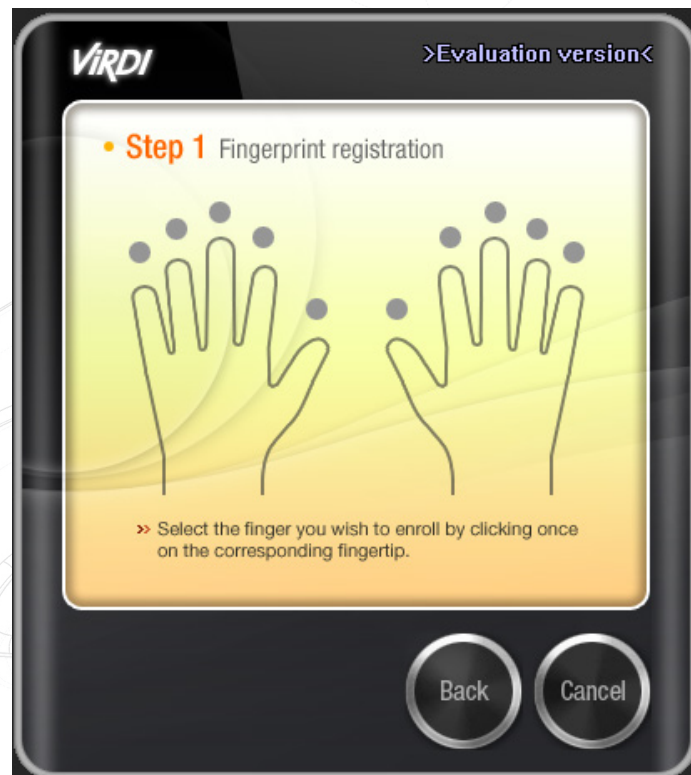 ViRDI
>Evaluation version<
• Step 1 Fingerprint registration
» Select the finger you wish to enroll by clicking once
on the corresponding fingertip.
Back
Cancel